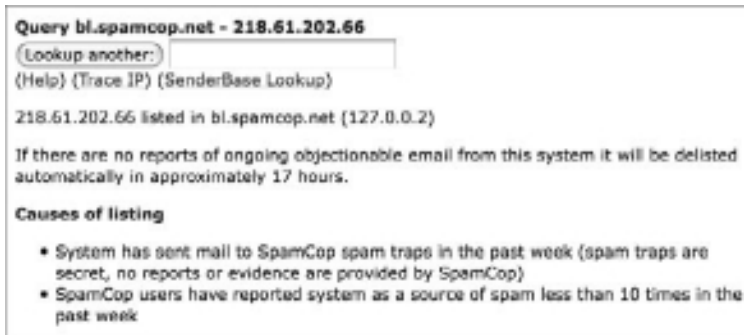 Query bl.spamcop.net - 218.61.202.66
(Lookup another:)
(Help) (Trace IP) (SenderBase Lookup)
218.61.202.66 listed in bl.spamcop.net (127.0.0.2)
If there are no reports of ongoing objectionable email from this system it will be delisted
automatically in approximately 17 hours.
Causes of listing
• System has sent mail to SpamCop spam traps in the past week (spam traps are
secret, no reports or evidence are provided by SpamCop)
• SpamCop users have reported system as a source of spam less than 10 times in the
past week